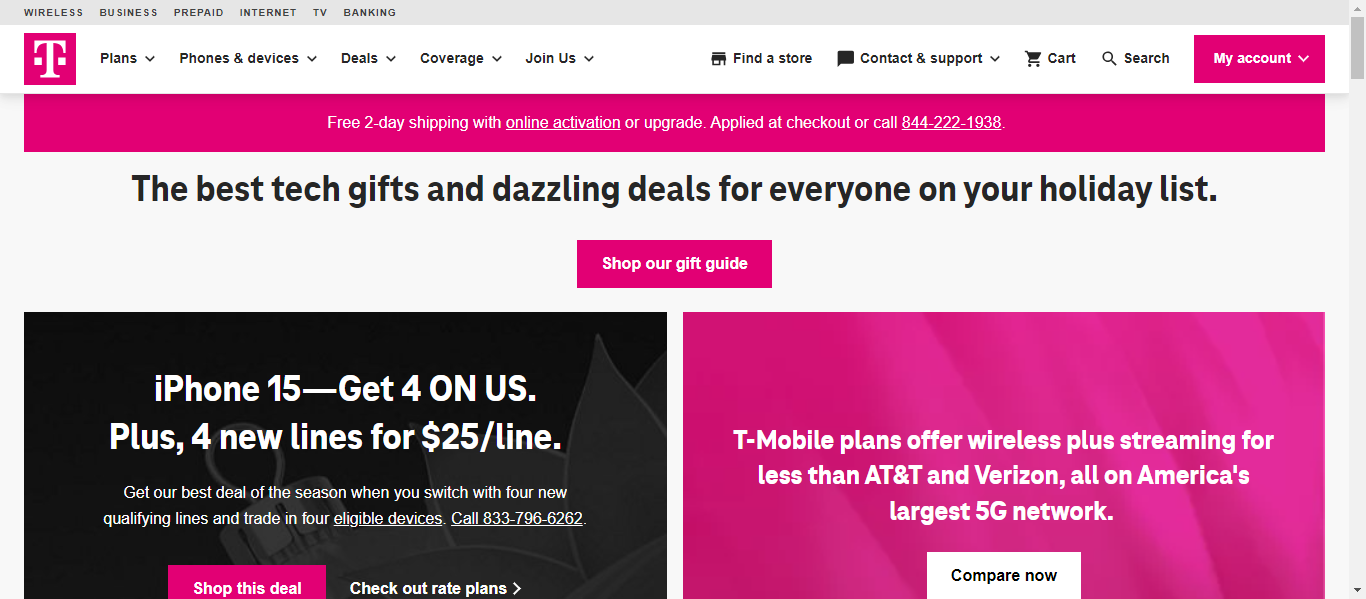 WIRELESS BUSINESS PREPAID INTERNET TV BANKING
T Plans Phones & devices Deals Coverage Join Us Find a store Contact & support Cart Search My account
Free 2-day shipping with online activation or upgrade. Applied at checkout or call 844-222-1938.
The best tech gifts and dazzling deals for everyone on your holiday list.
Shop our gift guide
iPhone 15—Get 4 ON US.
Plus, 4 new lines for $25/line.
Get our best deal of the season when you switch with four new
qualifying lines and trade in four eligible devices. Call 833-796-6262.
Shop this deal Check out rate plans
T-Mobile plans offer wireless plus streaming for
less than AT&T and Verizon, all on America's
largest 5G network.
Compare now